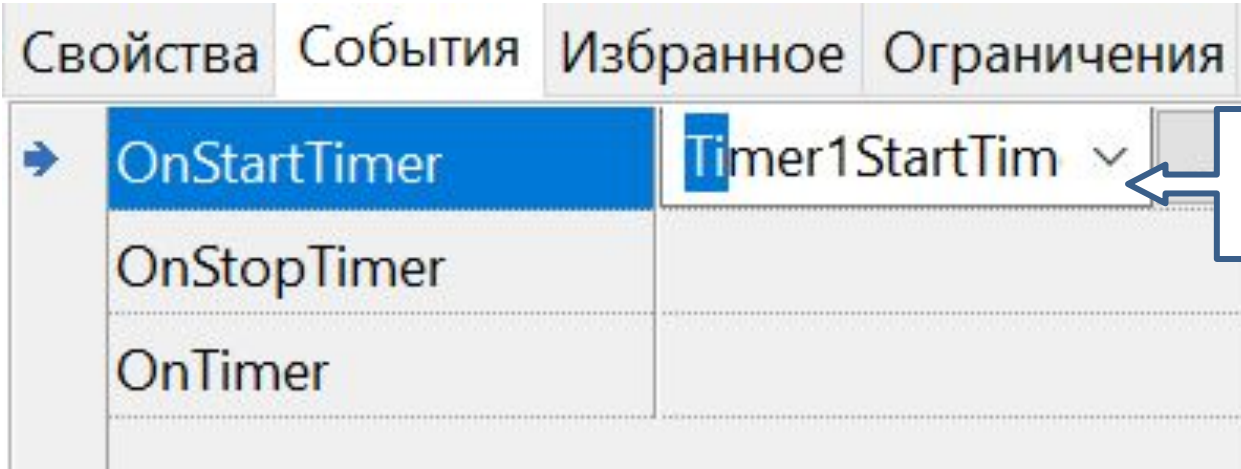 Свойства События Избранное Ограничения
OnStartTimer Timer1StartTim
OnStopTimer
OnTimer